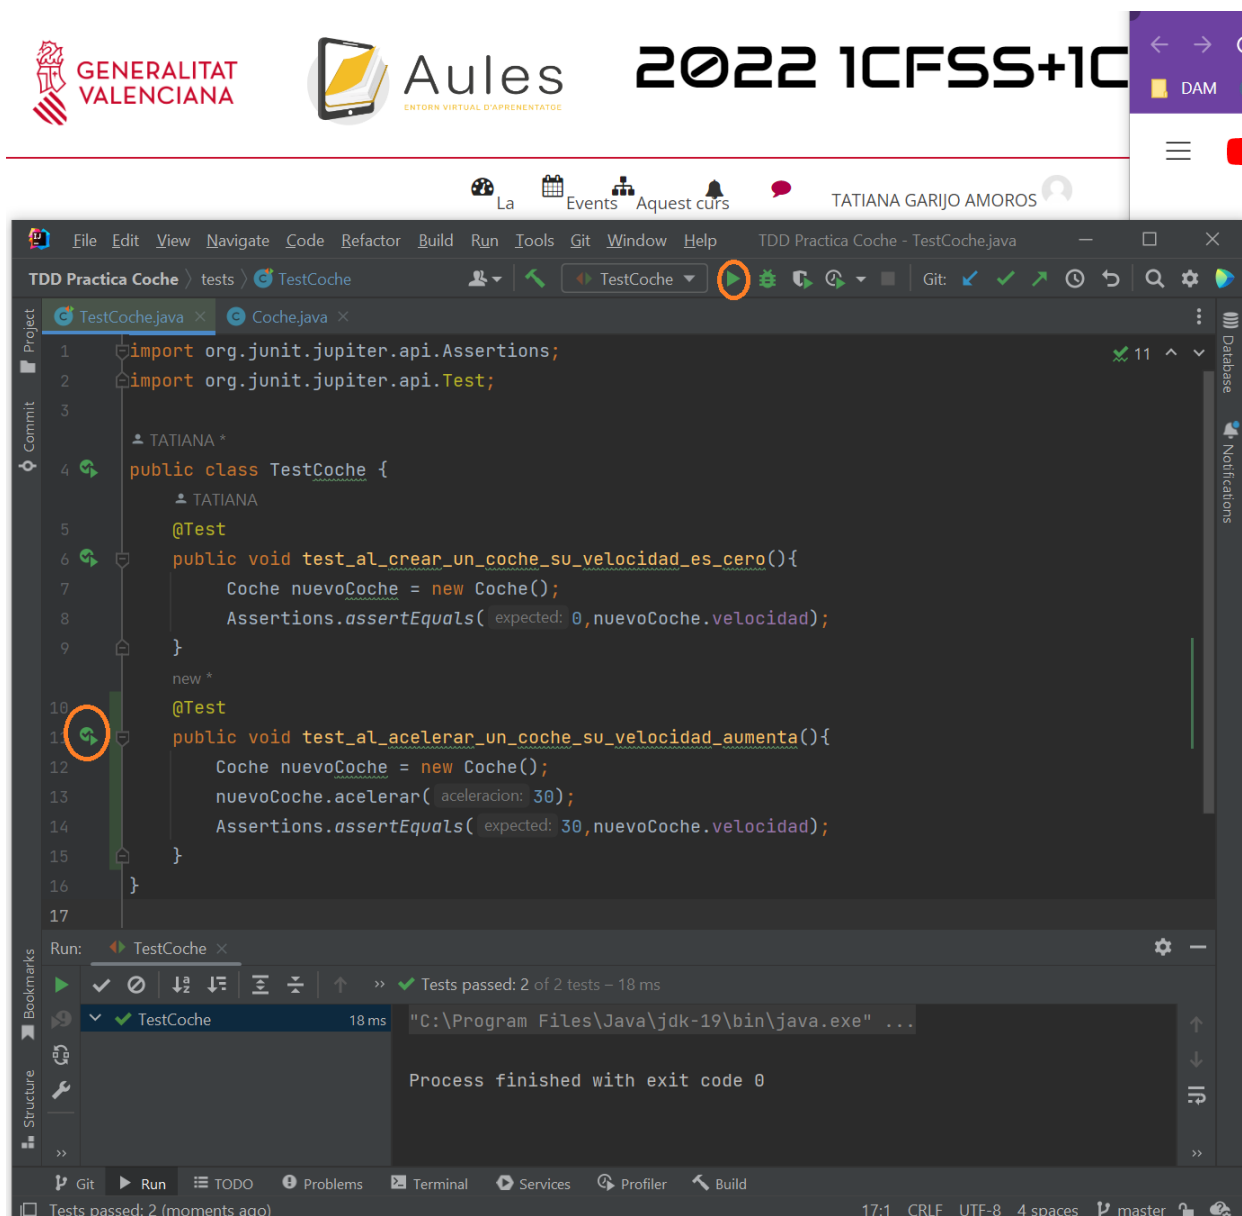 GENERALITAT
VALENCIANA
Aules
ENTORN VIRTUAL D'APRENENTATGE
2022 1CFSS+1C
DAM
La
Events
Aquest curs
TATIANA GARIJO AMOROS
File Edit View Navigate Code Refactor Build Run Tools Git Window Help TDD Practica Coche - TestCoche.java
TDD Practica Coche tests TestCoche TestCoche Git:
Project
TestCoche.java Coche.java
1 import org.junit.jupiter.api.Assertions; 11
2 import org.junit.jupiter.api.Test;
3
Database
Commit
TATIANA *
4 public class TestCoche {
Notifications
TATIANA
5 @Test
6 public void test_al_crear_un_coche_su_velocidad_es_cero(){
7 Coche nuevoCoche = new Coche();
8 Assertions.assertEquals( expected: 0,nuevoCoche.velocidad);
9 }
new *
10 @Test
11 public void test_al_acelerar_un_coche_su_velocidad_aumenta(){
12 Coche nuevoCoche = new Coche();
13 nuevoCoche.acelerar( aceleracion: 30);
14 Assertions.assertEquals( expected: 30,nuevoCoche.velocidad);
15 }
16 }
17
Run: TestCoche
Bookmarks
» Tests passed: 2 of 2 tests – 18 ms
TestCoche 18 ms "C:\Program Files\Java\jdk-19\bin\java.exe" ...
Process finished with exit code 0
Structure
» »
Git Run TODO Problems Terminal Services Profiler Build
Tests passed: 2 (moments ago) 17:1 CRLF UTF-8 4 spaces master